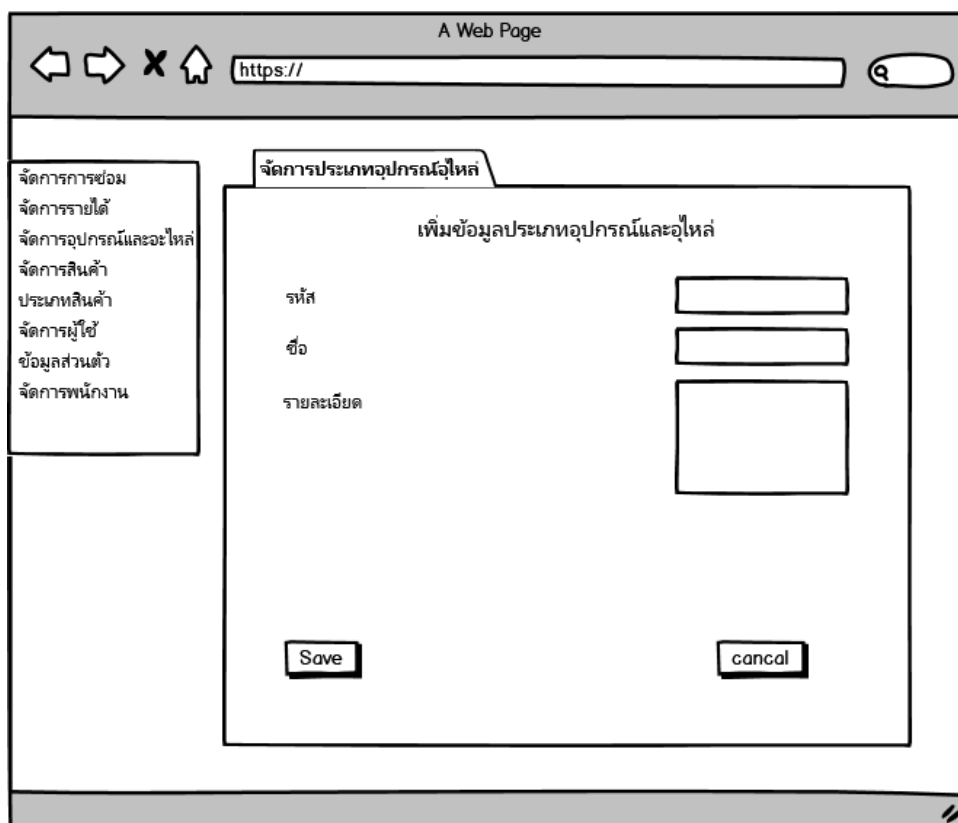 A Web Page
https://
จัดการการซ่อม
จัดการรายได้
จัดการอุปกรณ์และอะไหล่
จัดการสินค้า
ประเภทสินค้า
จัดการผู้ใช้
ข้อมูลส่วนตัว
จัดการพนักงาน
จัดการประเภทอุปกรณ์อุไหล่
เพิ่มข้อมูลประเภทอุปกรณ์และอุไหล่
รหัส
ชื่อ
รายละเอียด
Save
cancal